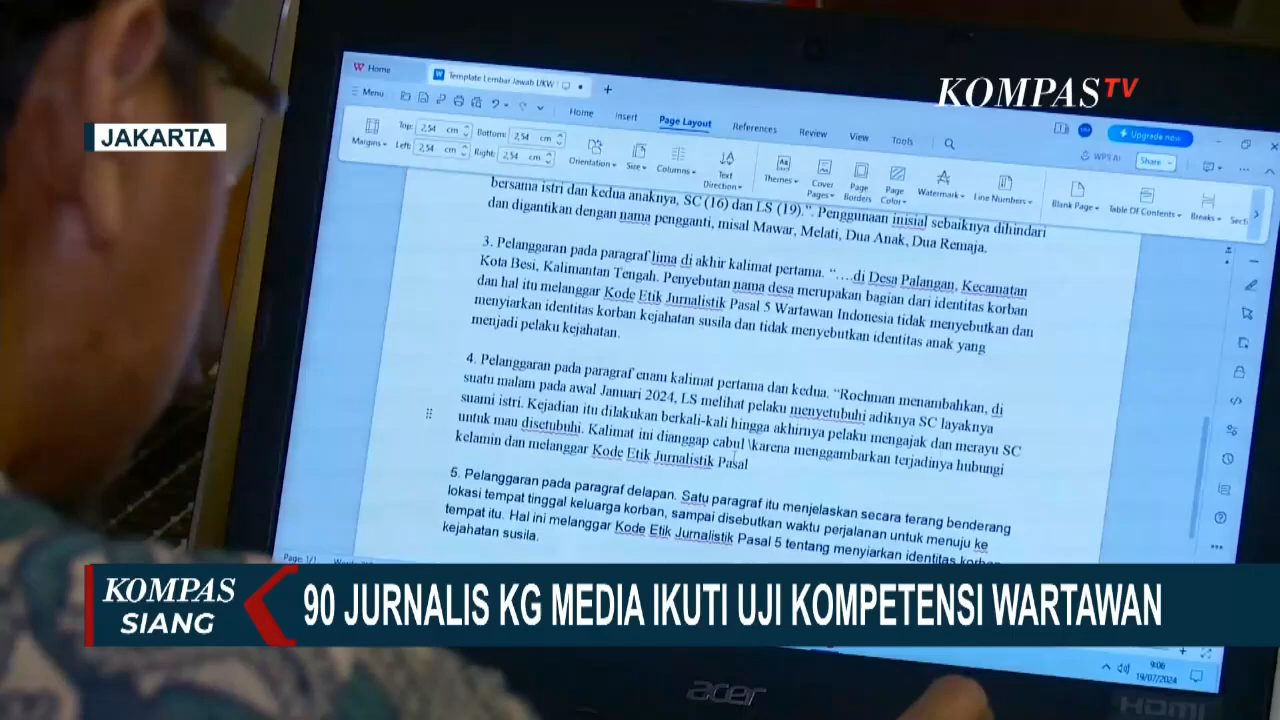 KOMPAS TV
JAKARTA
Home
Template Lembar Jawab UKW
Menu
Home Insert Page Layout References Review View Tools
Upgrade now
WPS AI
Share
Margins
Top: 2,54 cm Bottom: 2,54 cm
Left: 2,54 cm Right: 2,54 cm
Orientation
Size
Columns
Text Direction
Themes
Cover Pages
Page Borders
Page Color
Watermark
Line Numbers
Blank Page
Table Of Contents
Breaks
Secti
bersama istri dan kedua anaknya, SC (16) dan LS (19).". Penggunaan inisial sebaiknya dihindari
dan digantikan dengan nama pengganti, misal Mawar, Melati, Dua Anak, Dua Remaja.
3. Pelanggaran pada paragraf lima di akhir kalimat pertama. “....di Desa Palangan, Kecamatan
Kota Besi, Kalimantan Tengah. Penyebutan nama desa merupakan bagian dari identitas korban
dan hal itu melanggar Kode Etik Jurnalistik Pasal 5 Wartawan Indonesia tidak menyebutkan dan
menyiarkan identitas korban kejahatan susila dan tidak menyebutkan identitas anak yang
menjadi pelaku kejahatan.
4. Pelanggaran pada paragraf enam kalimat pertama dan kedua. “Rochman menambahkan, di
suatu malam pada awal Januari 2024, LS melihat pelaku menyetubuhi adiknya SC layaknya
suami istri. Kejadian itu dilakukan berkali-kali hingga akhirnya pelaku mengajak dan merayu SC
untuk mau disetubuhi. Kalimat ini dianggap cabul \karena menggambarkan terjadinya hubungi
kelamin dan melanggar Kode Etik Jurnalistik Pasal
5. Pelanggaran pada paragraf delapan. Satu paragraf itu menjelaskan secara terang benderang
lokasi tempat tinggal keluarga korban, sampai disebutkan waktu perjalanan untuk menuju ke
tempat itu. Hal ini melanggar Kode Etik Jurnalistik Pasal 5 tentang menyiarkan identitas korban
kejahatan susila.
Page: 1/1
KOMPAS SIANG
90 JURNALIS KG MEDIA IKUTI UJI KOMPETENSI WARTAWAN
9:06
19/07/2024
acer
HDMI